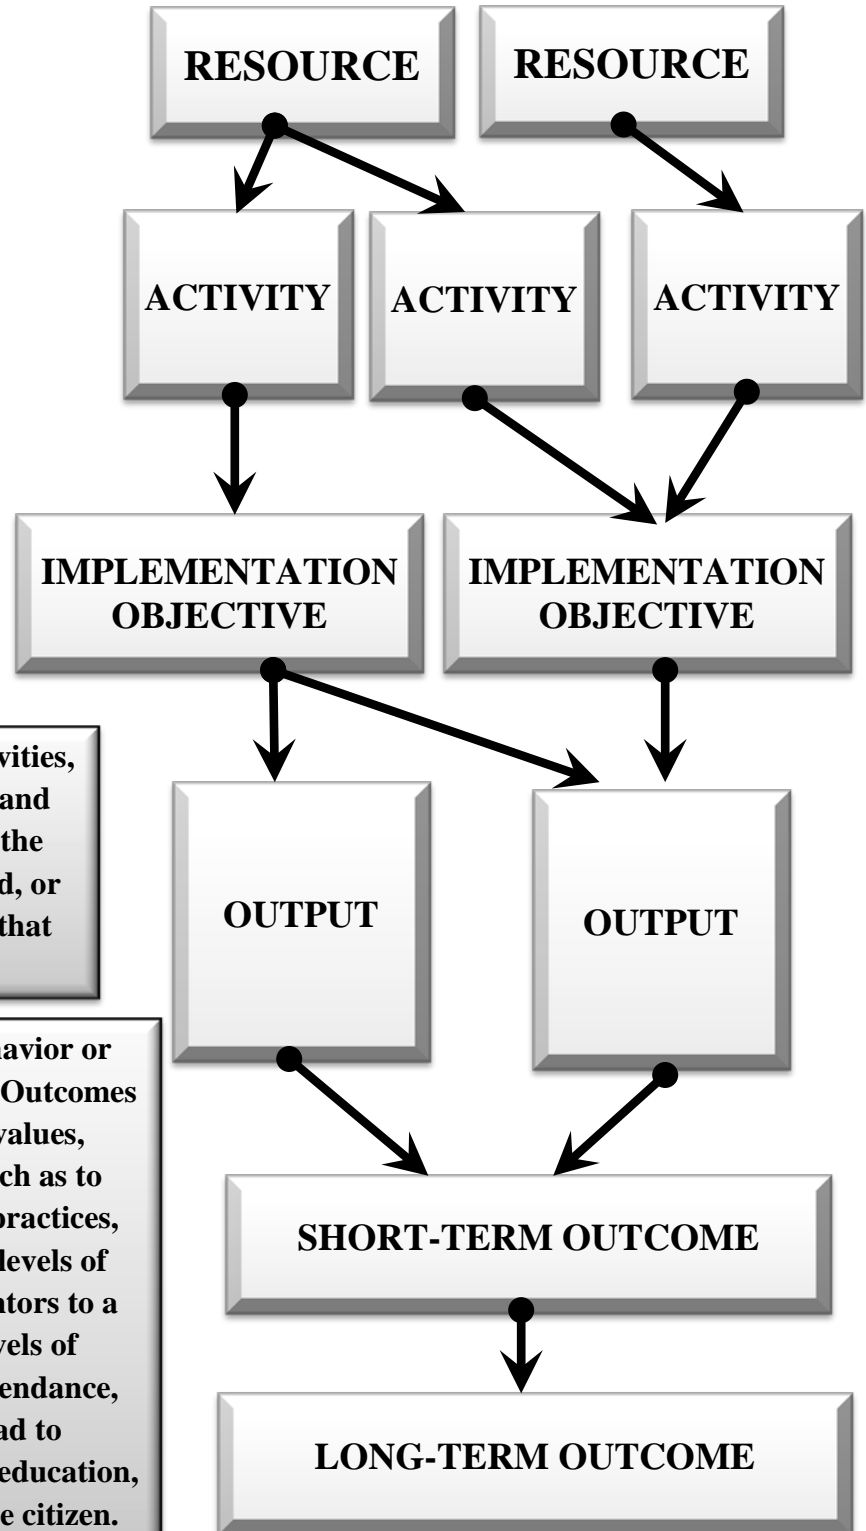 RESOURCE
RESOURCE
ACTIVITY
ACTIVITY
ACTIVITY
IMPLEMENTATION
OBJECTIVE
IMPLEMENTATION
OBJECTIVE
vities,
and
the
d, or
that
OUTPUT
OUTPUT
havior or
Outcomes
values,
ch as to
practices,
levels of
ntors to a
vels of
endance,
ad to
education,
e citizen.
SHORT-TERM OUTCOME
LONG-TERM OUTCOME